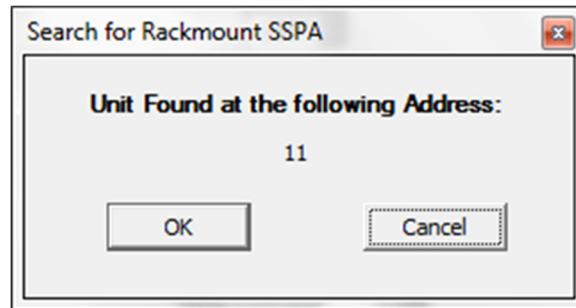 Search for Rackmount SSPA
Unit Found at the following Address:
11
OK Cancel